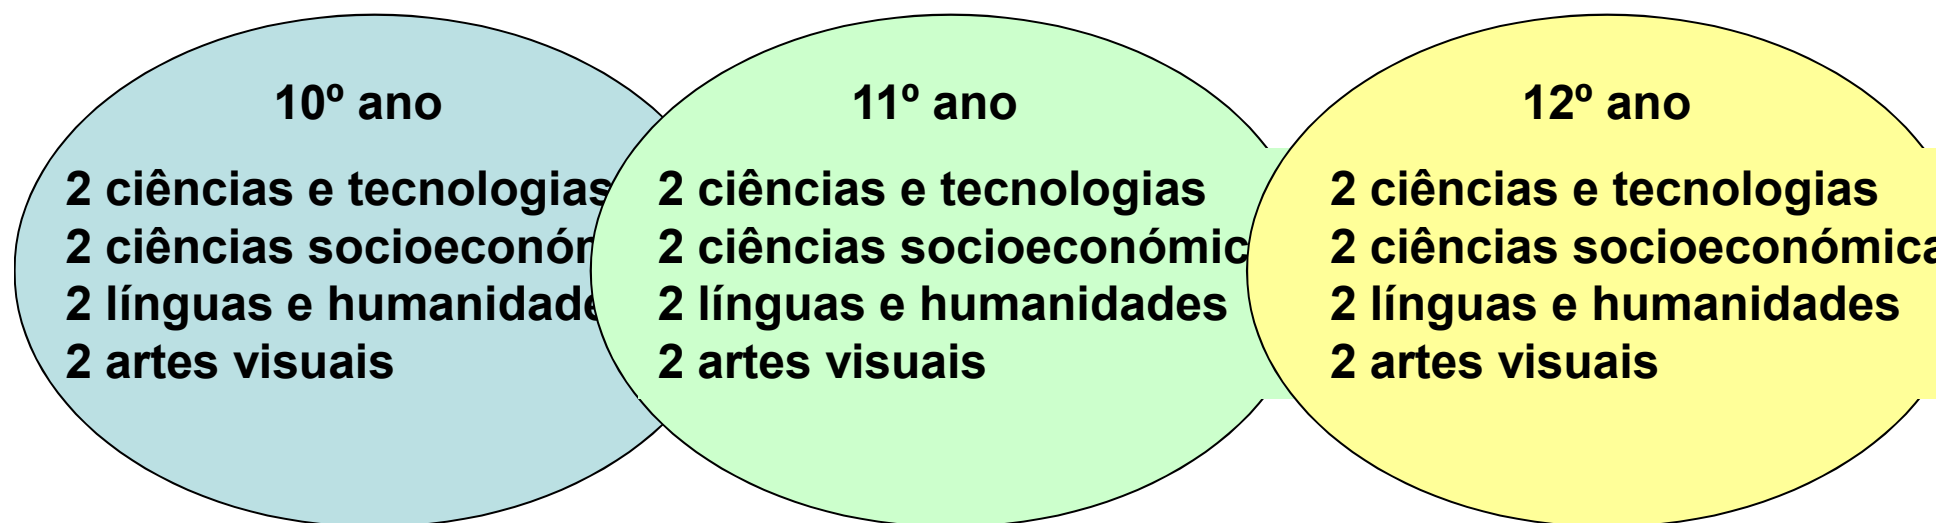 10º ano
2 ciências e tecnologias
2 ciências socioeconó
2 línguas e humanidade
2 artes visuais
11º ano
2 ciências e tecnologias
2 ciências socioeconómic
2 línguas e humanidades
2 artes visuais
12º ano
2 ciências e tecnologias
2 ciências socioeconómica
2 línguas e humanidades
2 artes visuais